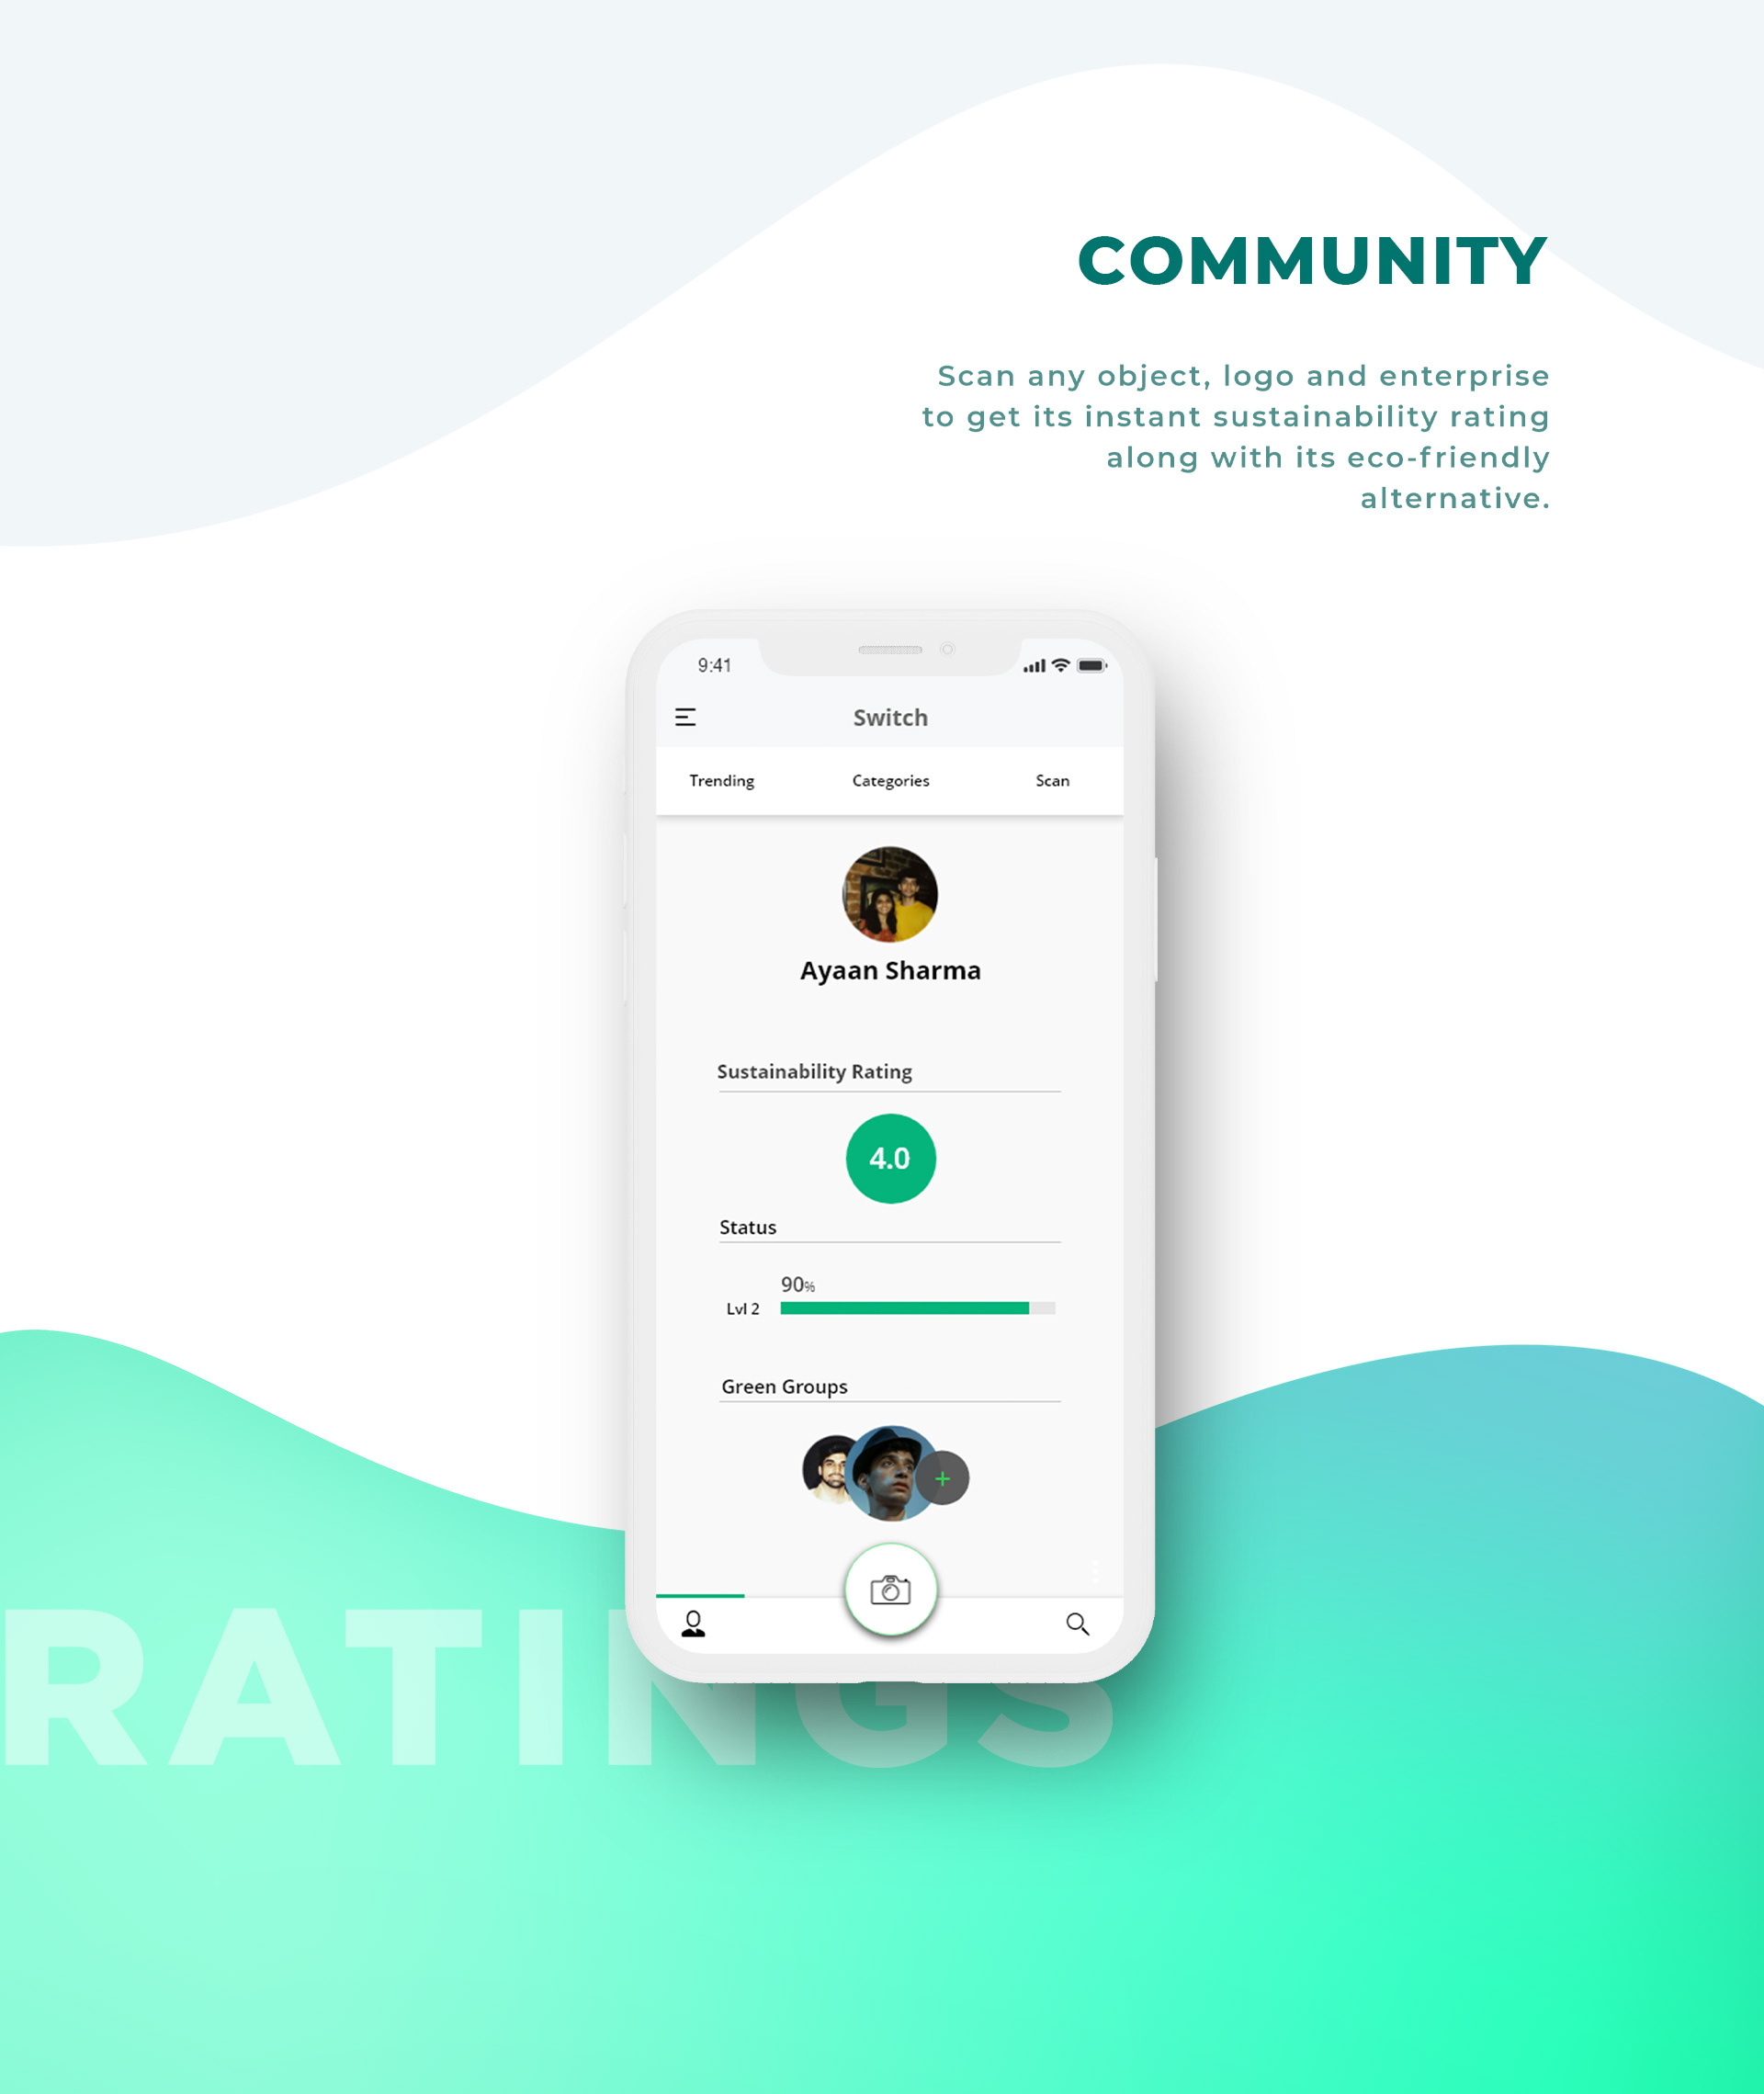 COMMUNITY
Scan any object, logo and enterprise
to get its instant sustainability rating
along with its eco-friendly
alternative.
9:41
Switch
Trending Categories Scan
Ayaan Sharma
Sustainability Rating
4.0
Status
90%
Lvl 2
Green Groups
+
RATINGS